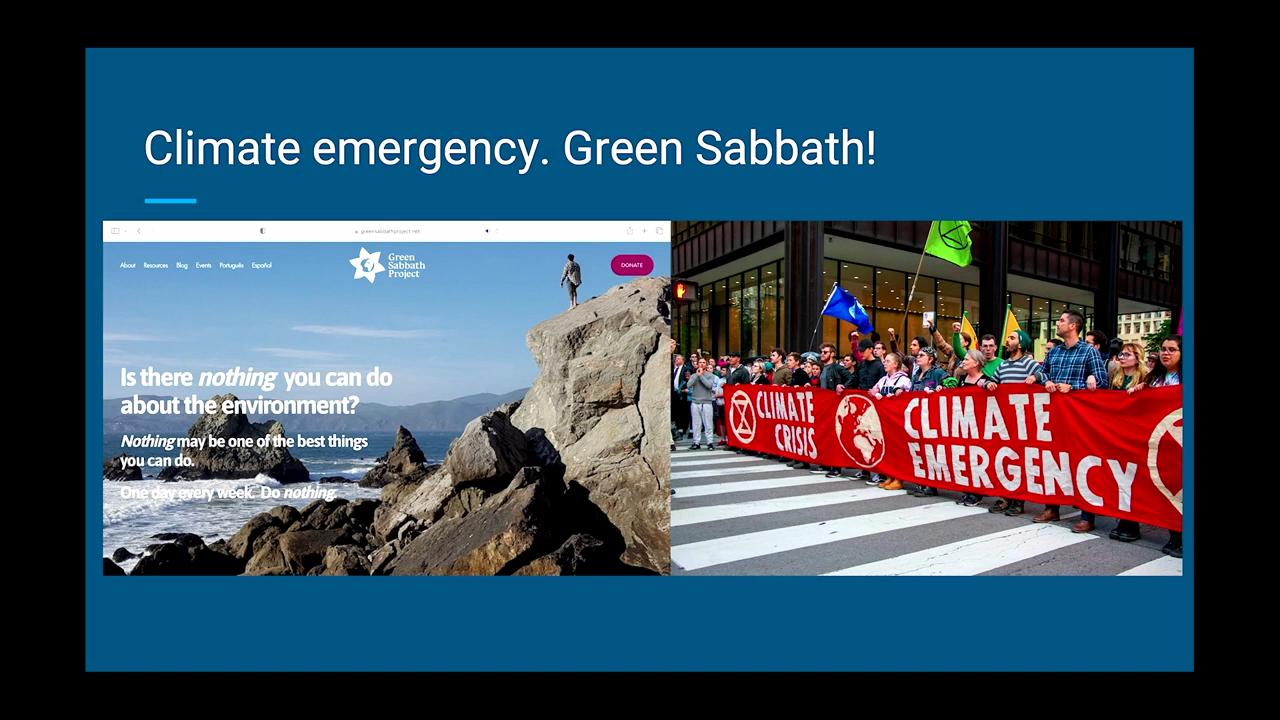 Climate emergency. Green Sabbath!
greensabbathproject.net
About Resources Blog Events Português Español
Green
Sabbath
Project
DONATE
Is there nothing you can do
about the environment?
Nothing may be one of the best things
you can do.
One day every week. Do nothing.
CLIMATE
CRISIS
CLIMATE
EMERGENCY